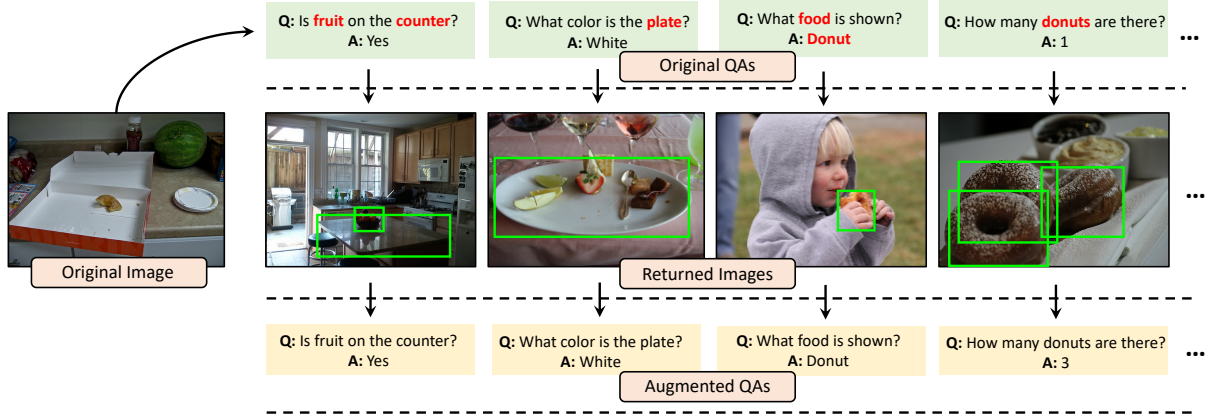 Q: Is fruit on the counter?
A: Yes
Q: What color is the plate?
A: White
Q: What food is shown?
A: Donut
Q: How many donuts are there?
A: 1
...
Original QAs
Original Image
Returned Images
...
Q: Is fruit on the counter?
A: Yes
Q: What color is the plate?
A: White
Q: What food is shown?
A: Donut
Q: How many donuts are there?
A: 3
...
Augmented QAs